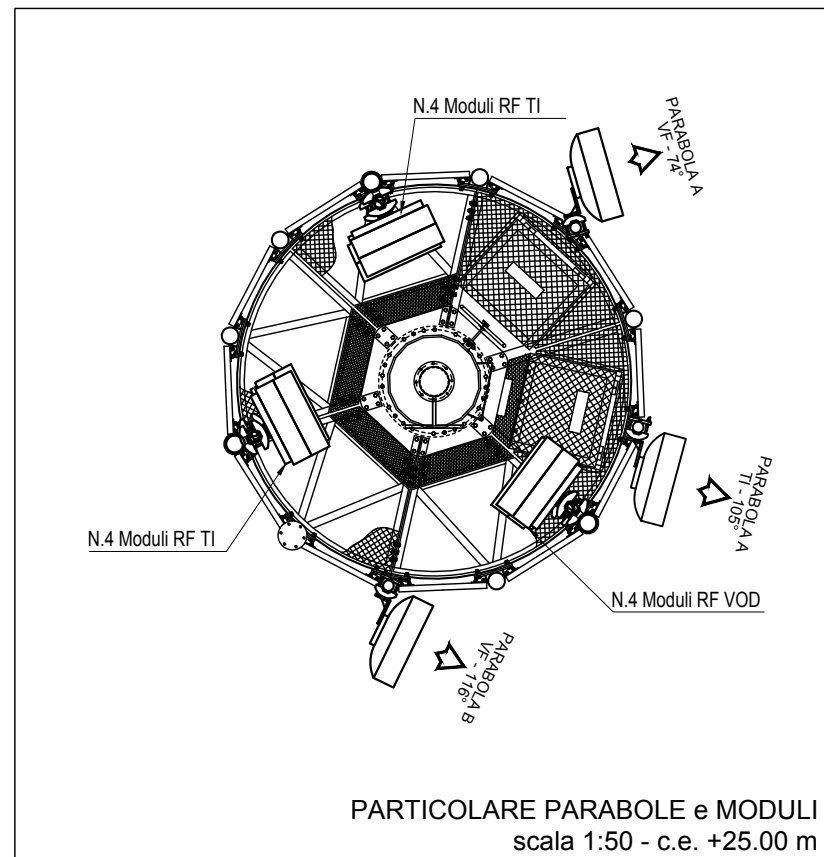 N.4 Moduli RF TI
PARABOLA A
VF - 74°
PARABOLA A
TI - 105°
N.4 Moduli RF TI
N.4 Moduli RF VOD
PARABOLA B
VF - 116°
PARTICOLARE PARABOLE e MODULI
scala 1:50 - c.e. +25.00 m